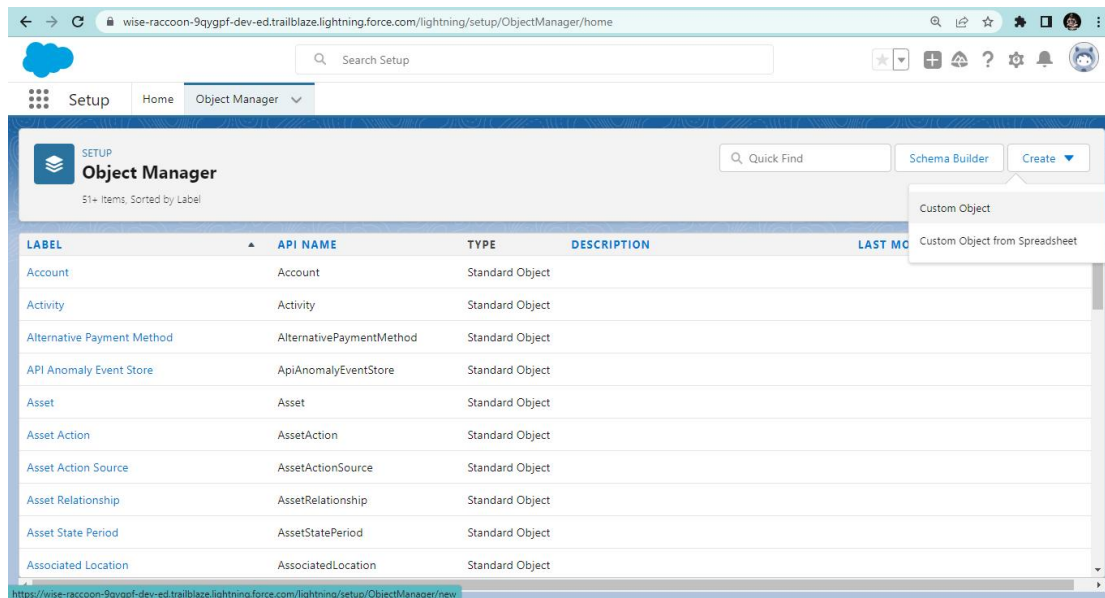 wise-raccoon-9qygpf-dev-ed.trailblaze.lightning.force.com/lightning/setup/ObjectManager/home
Search Setup
Setup Home Object Manager
SETUP
Object Manager
51+ Items, Sorted by Label
Quick Find
Schema Builder
Create
Custom Object
Custom Object from Spreadsheet
LABEL API NAME TYPE DESCRIPTION LAST MO
Account Account Standard Object
Activity Activity Standard Object
Alternative Payment Method AlternativePaymentMethod Standard Object
API Anomaly Event Store ApiAnomalyEventStore Standard Object
Asset Asset Standard Object
Asset Action AssetAction Standard Object
Asset Action Source AssetActionSource Standard Object
Asset Relationship AssetRelationship Standard Object
Asset State Period AssetStatePeriod Standard Object
Associated Location AssociatedLocation Standard Object
https://wise-raccoon-9qygpf-dev-ed.trailblaze.lightning.force.com/lightning/setup/ObjectManager/new